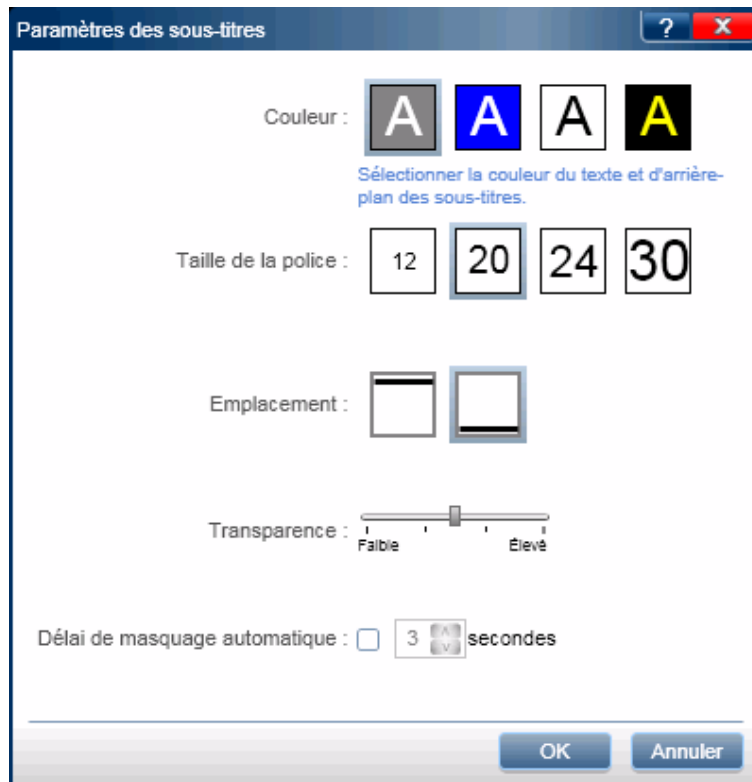 Paramètres des sous-titres
?
X
Couleur :
A A A A
Sélectionner la couleur du texte et d'arrière-
plan des sous-titres.
Taille de la police :
12 20 24 30
Emplacement :
Transparence :
Faible Élevé
Délai de masquage automatique : 3 secondes
OK Annuler